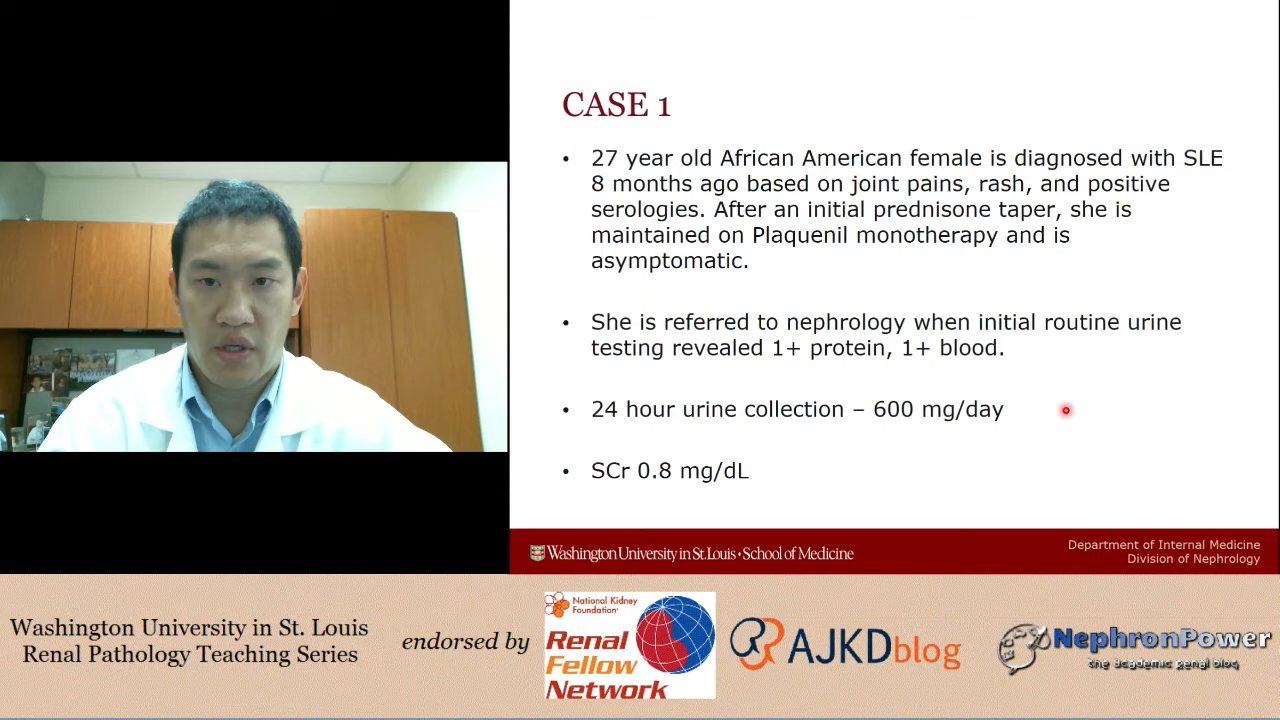 CASE 1
• 27 year old African American female is diagnosed with SLE
8 months ago based on joint pains, rash, and positive
serologies. After an initial prednisone taper, she is
maintained on Plaquenil monotherapy and is
asymptomatic.
• She is referred to nephrology when initial routine urine
testing revealed 1+ protein, 1+ blood.
• 24 hour urine collection – 600 mg/day
• SCr 0.8 mg/dL
Washington University in St. Louis • School of Medicine
Department of Internal Medicine
Division of Nephrology
Washington University in St. Louis
Renal Pathology Teaching Series
endorsed by
National Kidney
Foundation®
Renal
Fellow
Network
AJKDblog
NephronPower
the academic renal blog